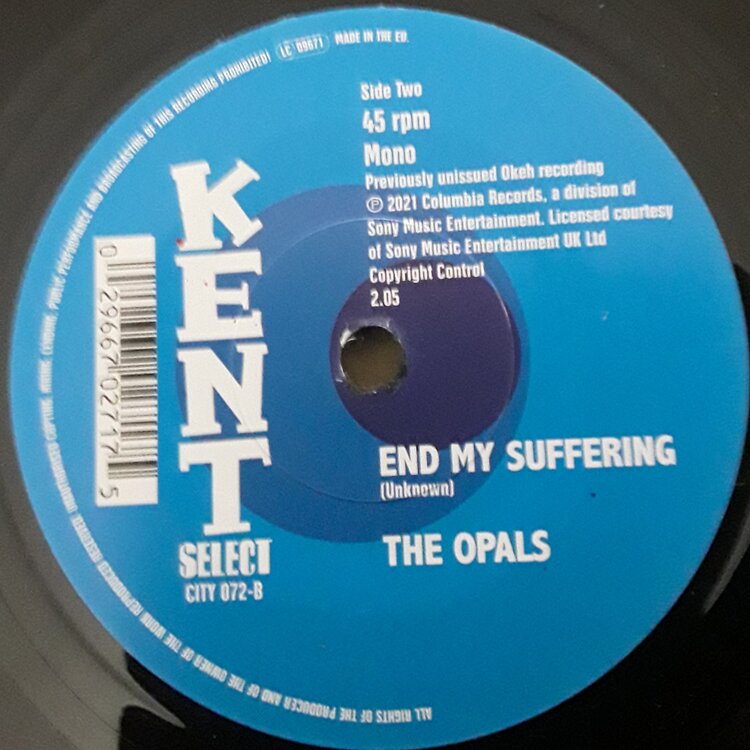 ALL RIGHTS OF THE PRODUCER AND OF THE OWNER OF THE WORK REPRODUCED RESERVED. UNAUTHORISED COPYING, HIRING, LENDING, PUBLIC PERFORMANCE AND BROADCASTING OF THIS RECORDING PROHIBITED! LC 09671 MADE IN THE EU.
Side Two
45 rpm
Mono
Previously unissued Okeh recording
℗ 2021 Columbia Records, a division of
Sony Music Entertainment. Licensed courtesy
of Sony Music Entertainment UK Ltd
Copyright Control
2.05
KENT
SELECT
CITY 072-B
0 29667 02717 5
END MY SUFFERING
(Unknown)
THE OPALS